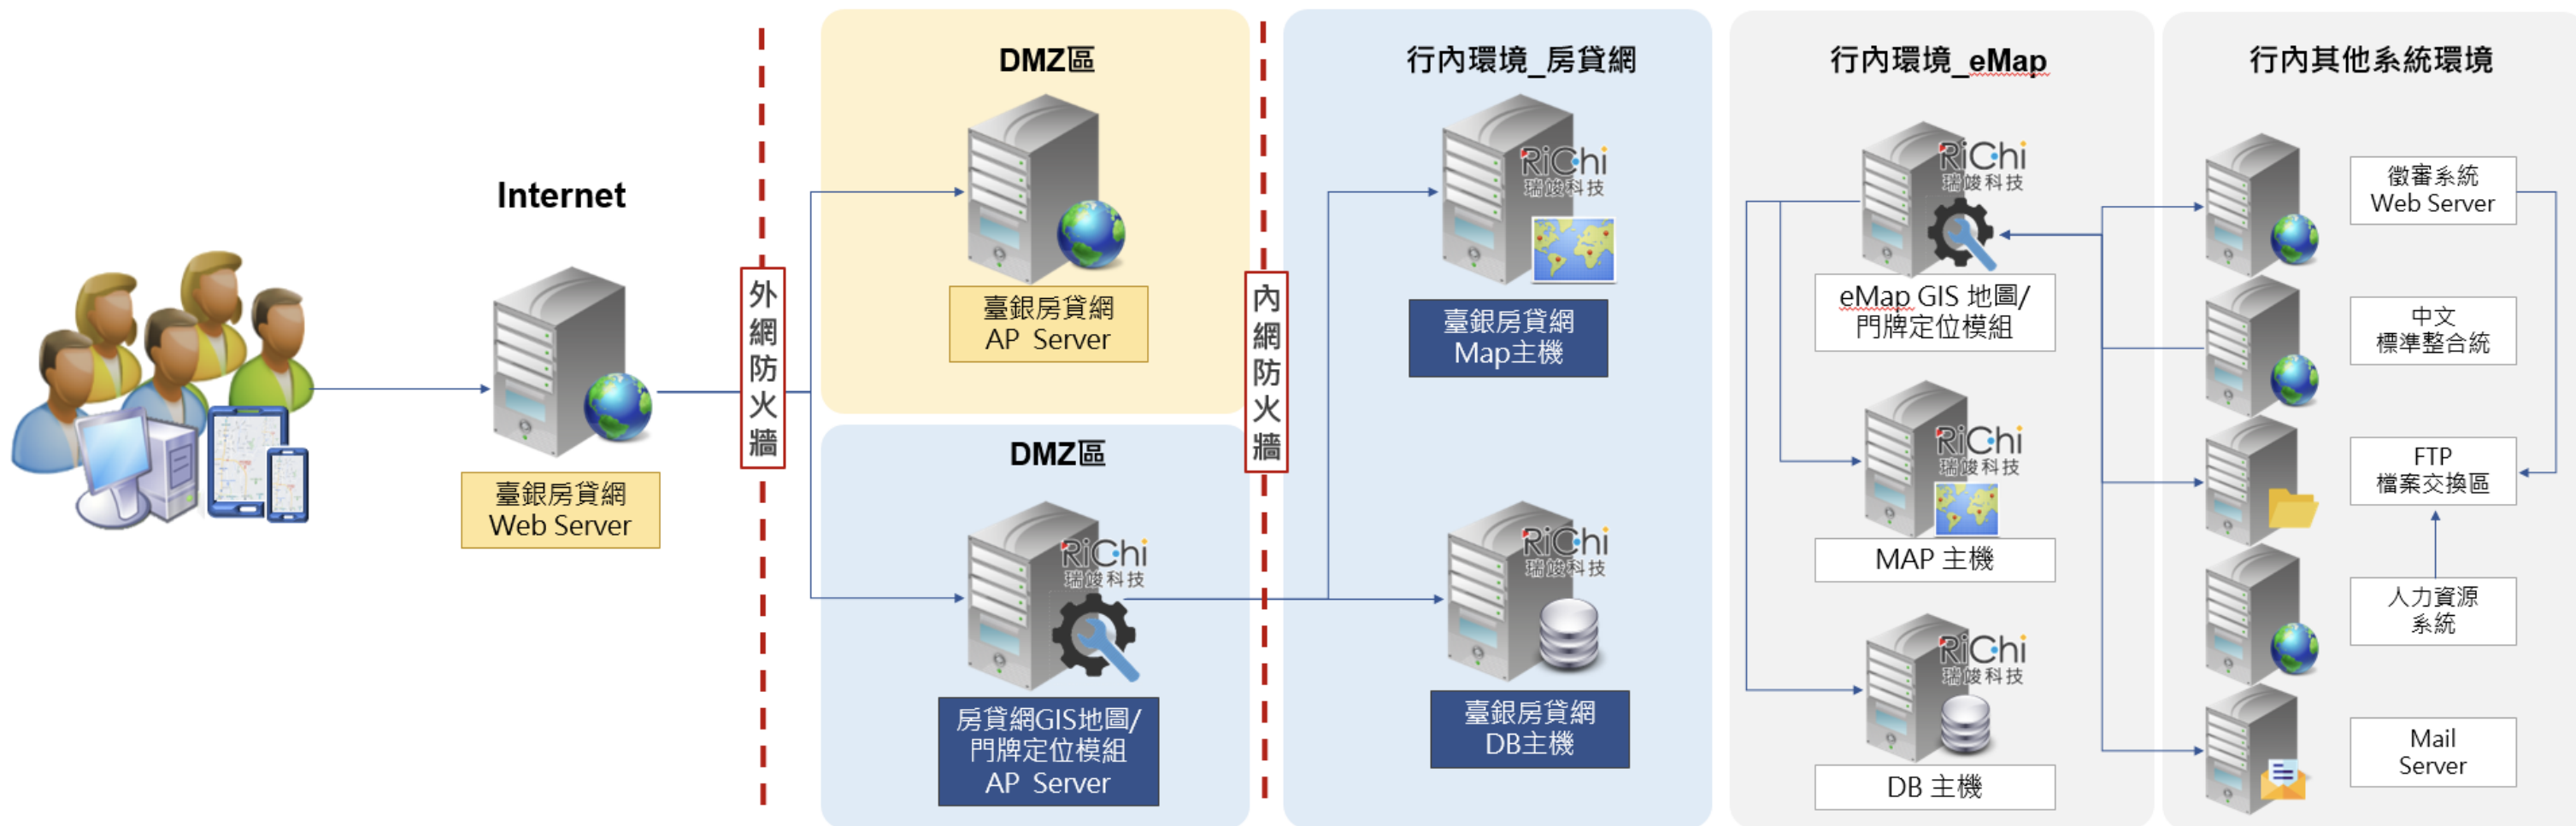 Internet
臺銀房貸網
Web Server
外網防火牆
DMZ區
臺銀房貸網
AP Server
DMZ區
RiChi
瑞竣科技
房貸網GIS地圖/
門牌定位模組
AP Server
內網防火牆
行內環境_房貸網
RiChi
瑞竣科技
臺銀房貸網
Map主機
RiChi
瑞竣科技
臺銀房貸網
DB主機
行內環境_eMap
RiChi
瑞竣科技
eMap GIS 地圖/
門牌定位模組
RiChi
瑞竣科技
MAP 主機
RiChi
瑞竣科技
DB 主機
行內其他系統環境
徵審系統
Web Server
中文
標準整合統
FTP
檔案交換區
人力資源
系統
Mail
Server